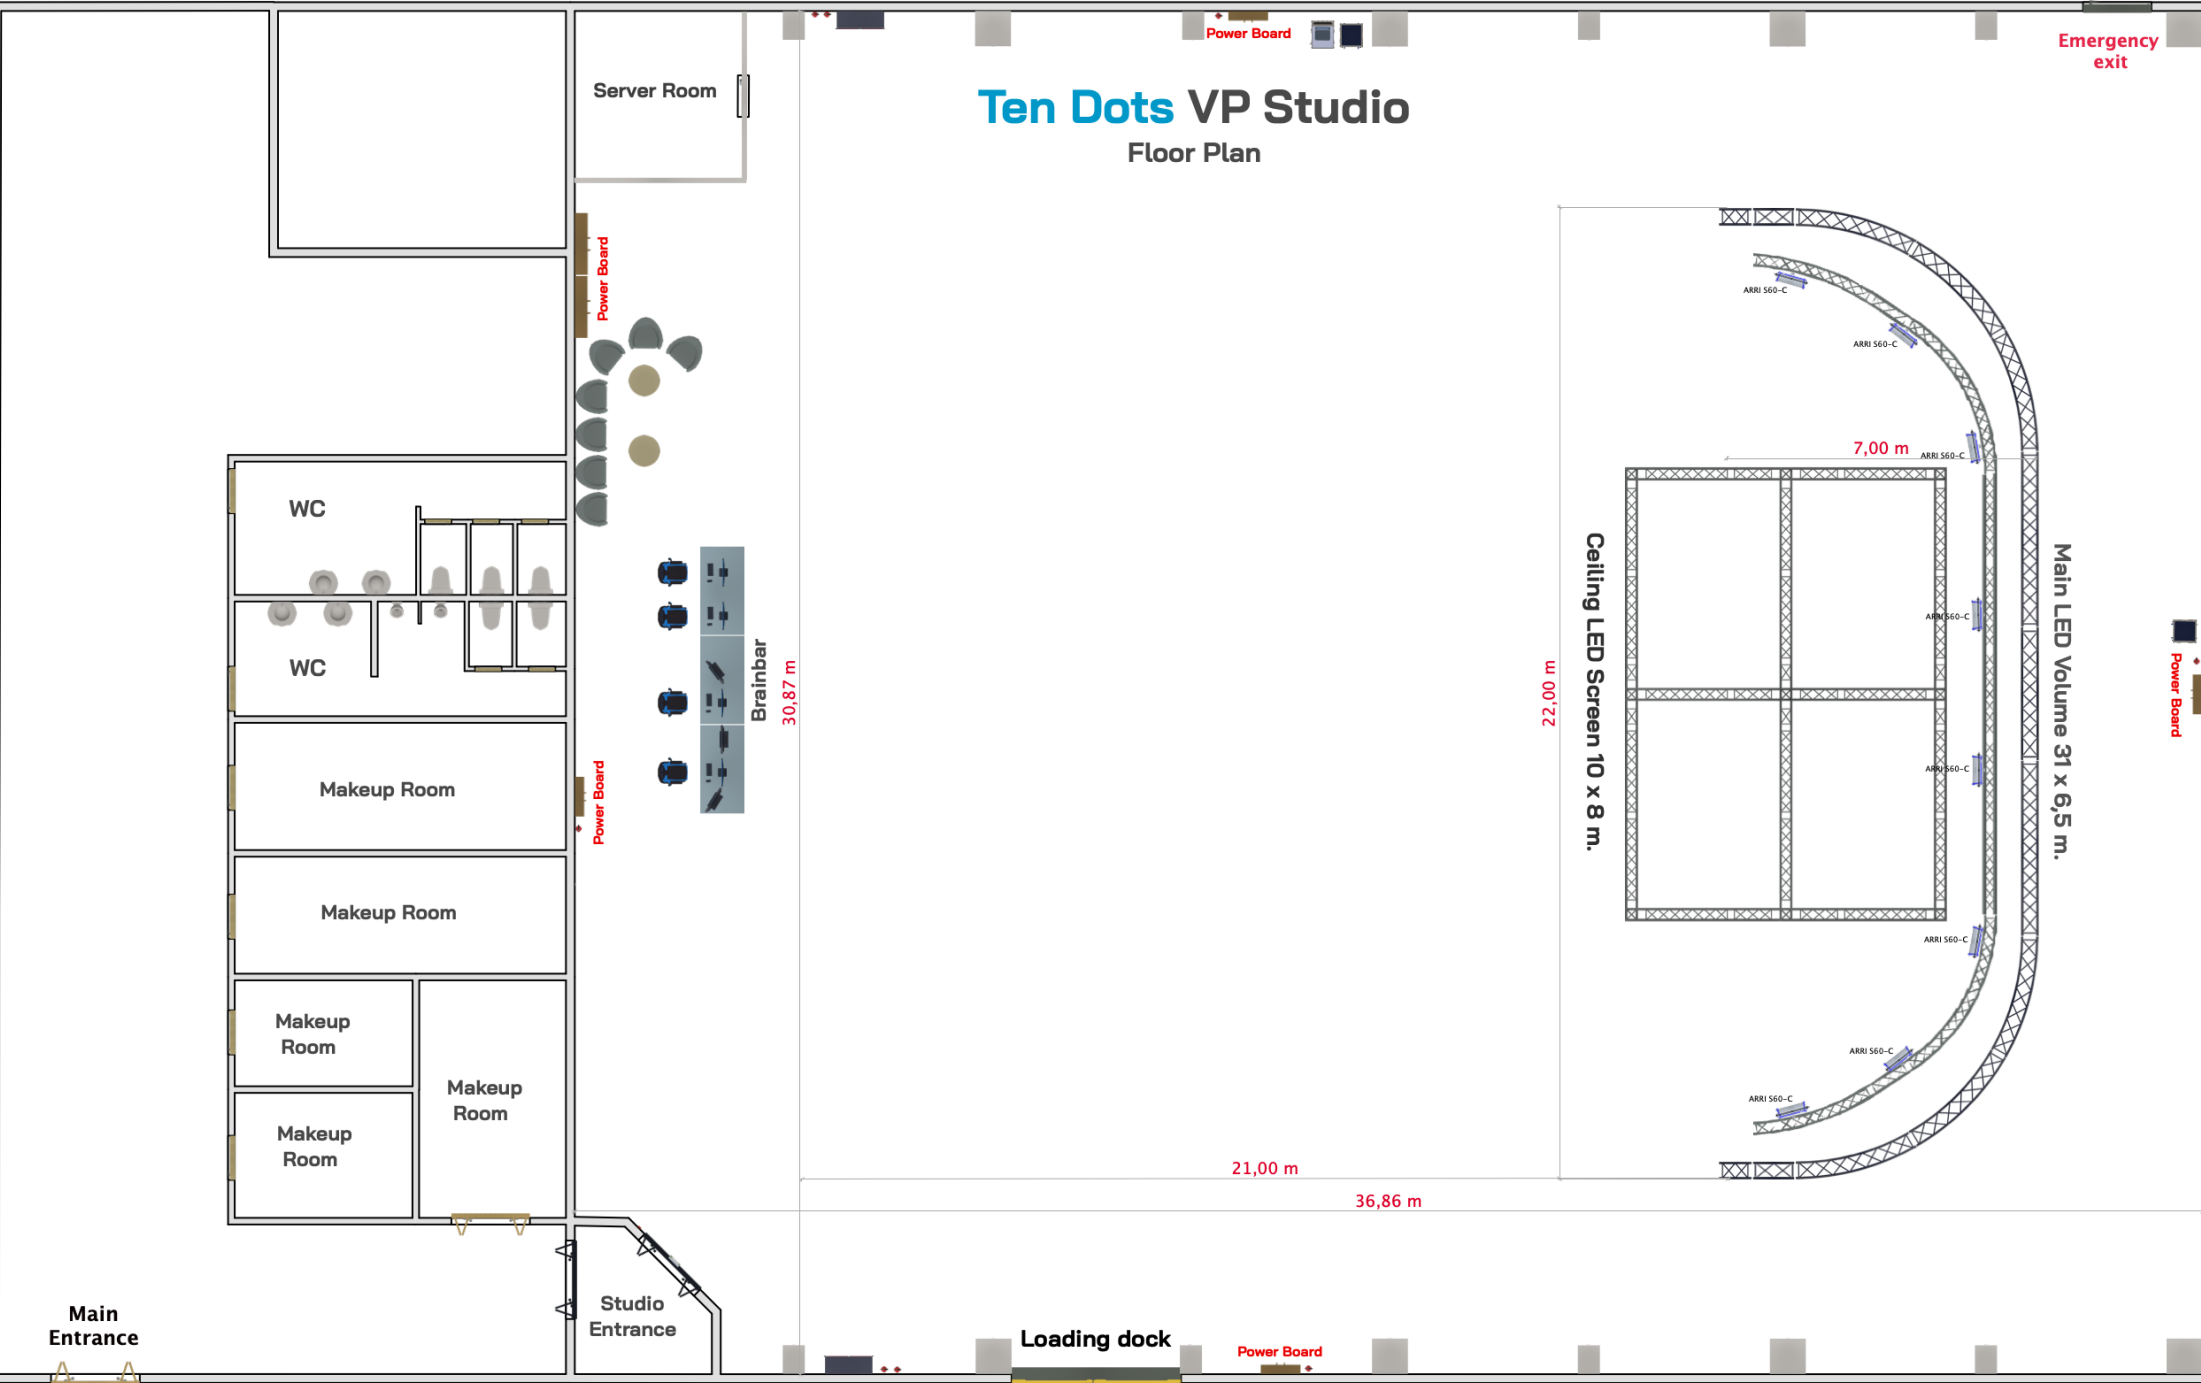 Power Board
Emergency
exit
Server Room
Ten Dots VP Studio
Floor Plan
Power Board
ARRI S60-C
ARRI S60-C
7,00 m
ARRI S60-C
WC
Ceiling LED Screen 10 x 8 m.
Main LED Volume 31 x 6,5 m.
ARRI S60-C
WC
Brainbar
30,87 m
22,00 m
Power Board
Makeup Room
Power Board
ARRI S60-C
Makeup Room
ARRI S60-C
Makeup
Room
ARRI S60-C
Makeup
Room
ARRI S60-C
Makeup
Room
21,00 m
36,86 m
Studio
Entrance
Main
Entrance
Loading dock
Power Board